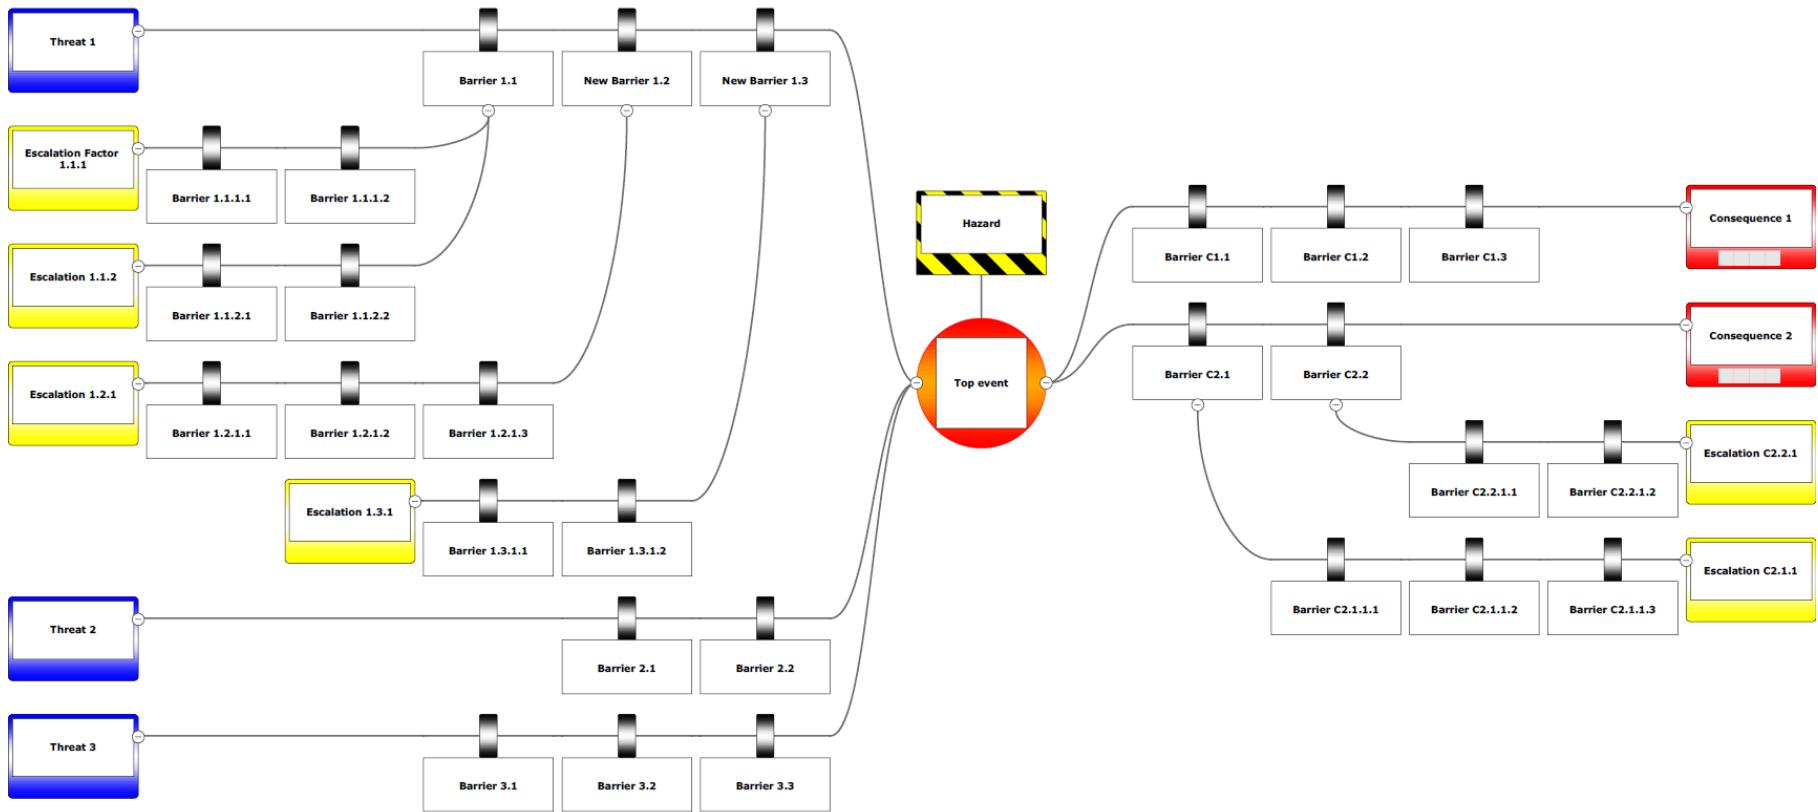 Threat 1
Barrier 1.1
New Barrier 1.2
New Barrier 1.3
Escalation Factor
1.1.1
Barrier 1.1.1.1
Barrier 1.1.1.2
Escalation 1.1.2
Barrier 1.1.2.1
Barrier 1.1.2.2
Escalation 1.2.1
Barrier 1.2.1.1
Barrier 1.2.1.2
Barrier 1.2.1.3
Escalation 1.3.1
Barrier 1.3.1.1
Barrier 1.3.1.2
Threat 2
Barrier 2.1
Barrier 2.2
Threat 3
Barrier 3.1
Barrier 3.2
Barrier 3.3
Hazard
Top event
Barrier C1.1
Barrier C1.2
Barrier C1.3
Consequence 1
Barrier C2.1
Barrier C2.2
Consequence 2
Barrier C2.2.1.1
Barrier C2.2.1.2
Escalation C2.2.1
Barrier C2.1.1.1
Barrier C2.1.1.2
Barrier C2.1.1.3
Escalation C2.1.1